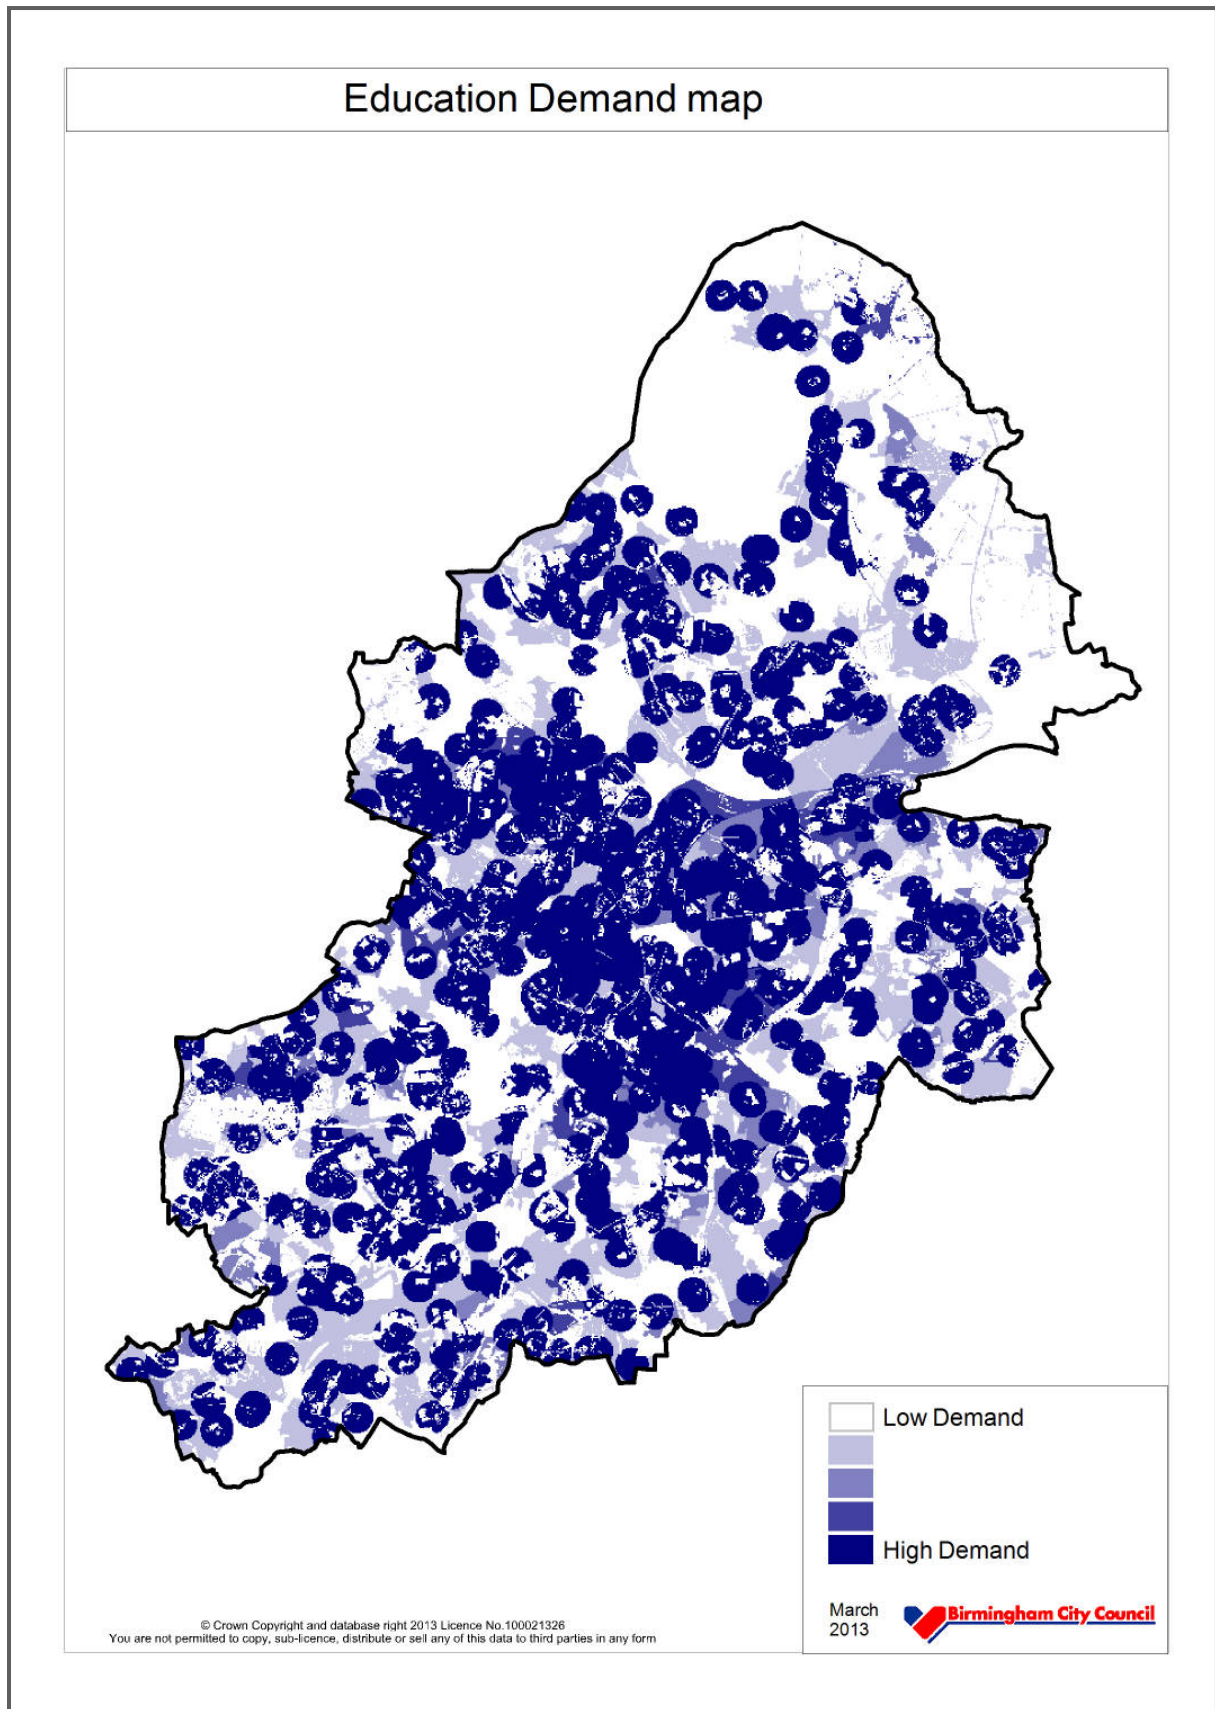 Education Demand map
Low Demand
High Demand
March
2013
Birmingham City Council
© Crown Copyright and database right 2013 Licence No.100021326
You are not permitted to copy, sub-licence, distribute or sell any of this data to third parties in any form